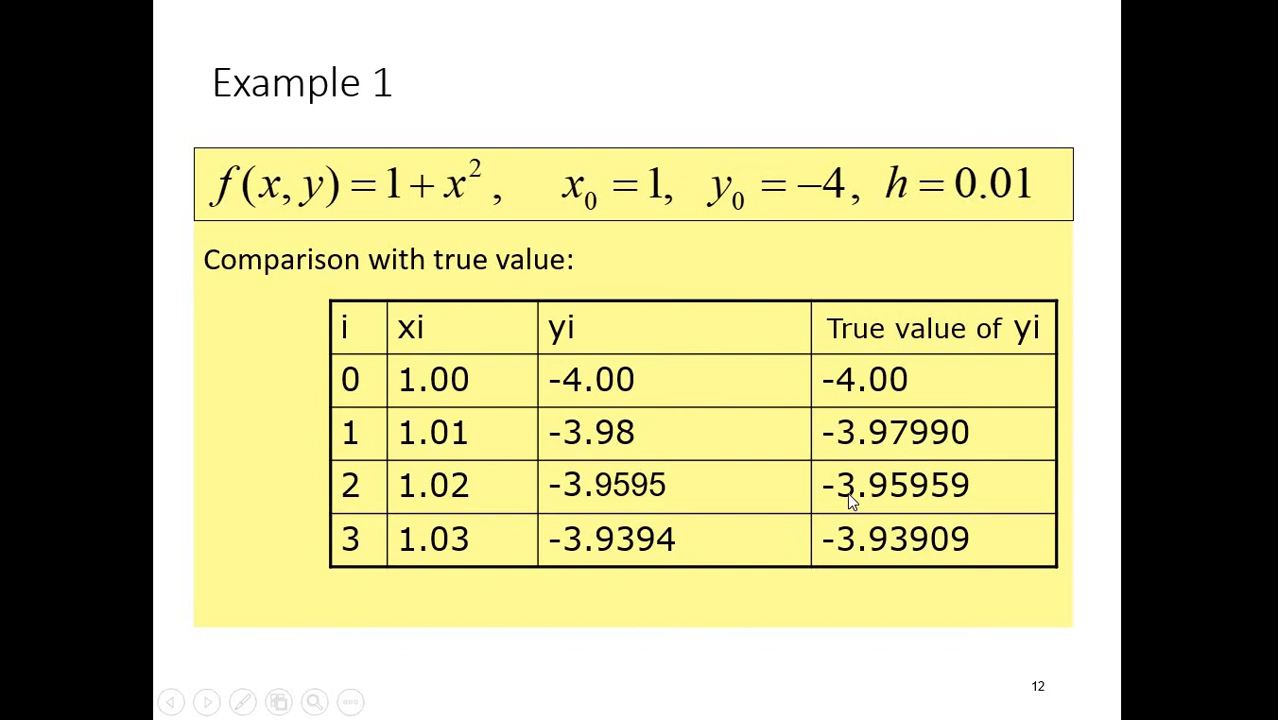 Example 1
f(x, y) = 1 + x², x₀ = 1, y₀ = −4, h = 0.01
Comparison with true value:
i xi yi True value of yi
0 1.00 -4.00 -4.00
1 1.01 -3.98 -3.97990
2 1.02 -3.9595 -3.95959
3 1.03 -3.9394 -3.93909
12